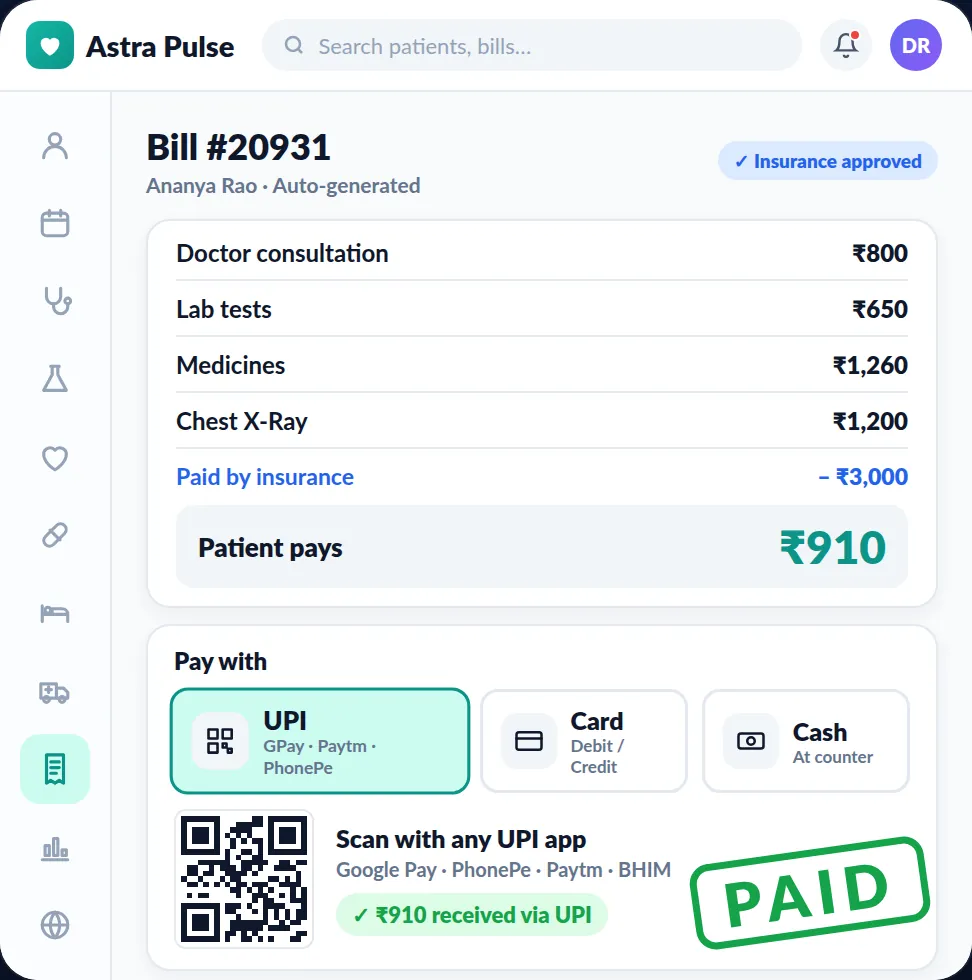 Astra Pulse
Search patients, bills...
DR
Bill #20931
Ananya Rao · Auto-generated
✓ Insurance approved
Doctor consultation ₹800
Lab tests ₹650
Medicines ₹1,260
Chest X-Ray ₹1,200
Paid by insurance – ₹3,000
Patient pays ₹910
Pay with
UPI
GPay · Paytm ·
PhonePe
Card
Debit /
Credit
Cash
At counter
Scan with any UPI app
Google Pay · PhonePe · Paytm · BHIM
✓ ₹910 received via UPI
PAID